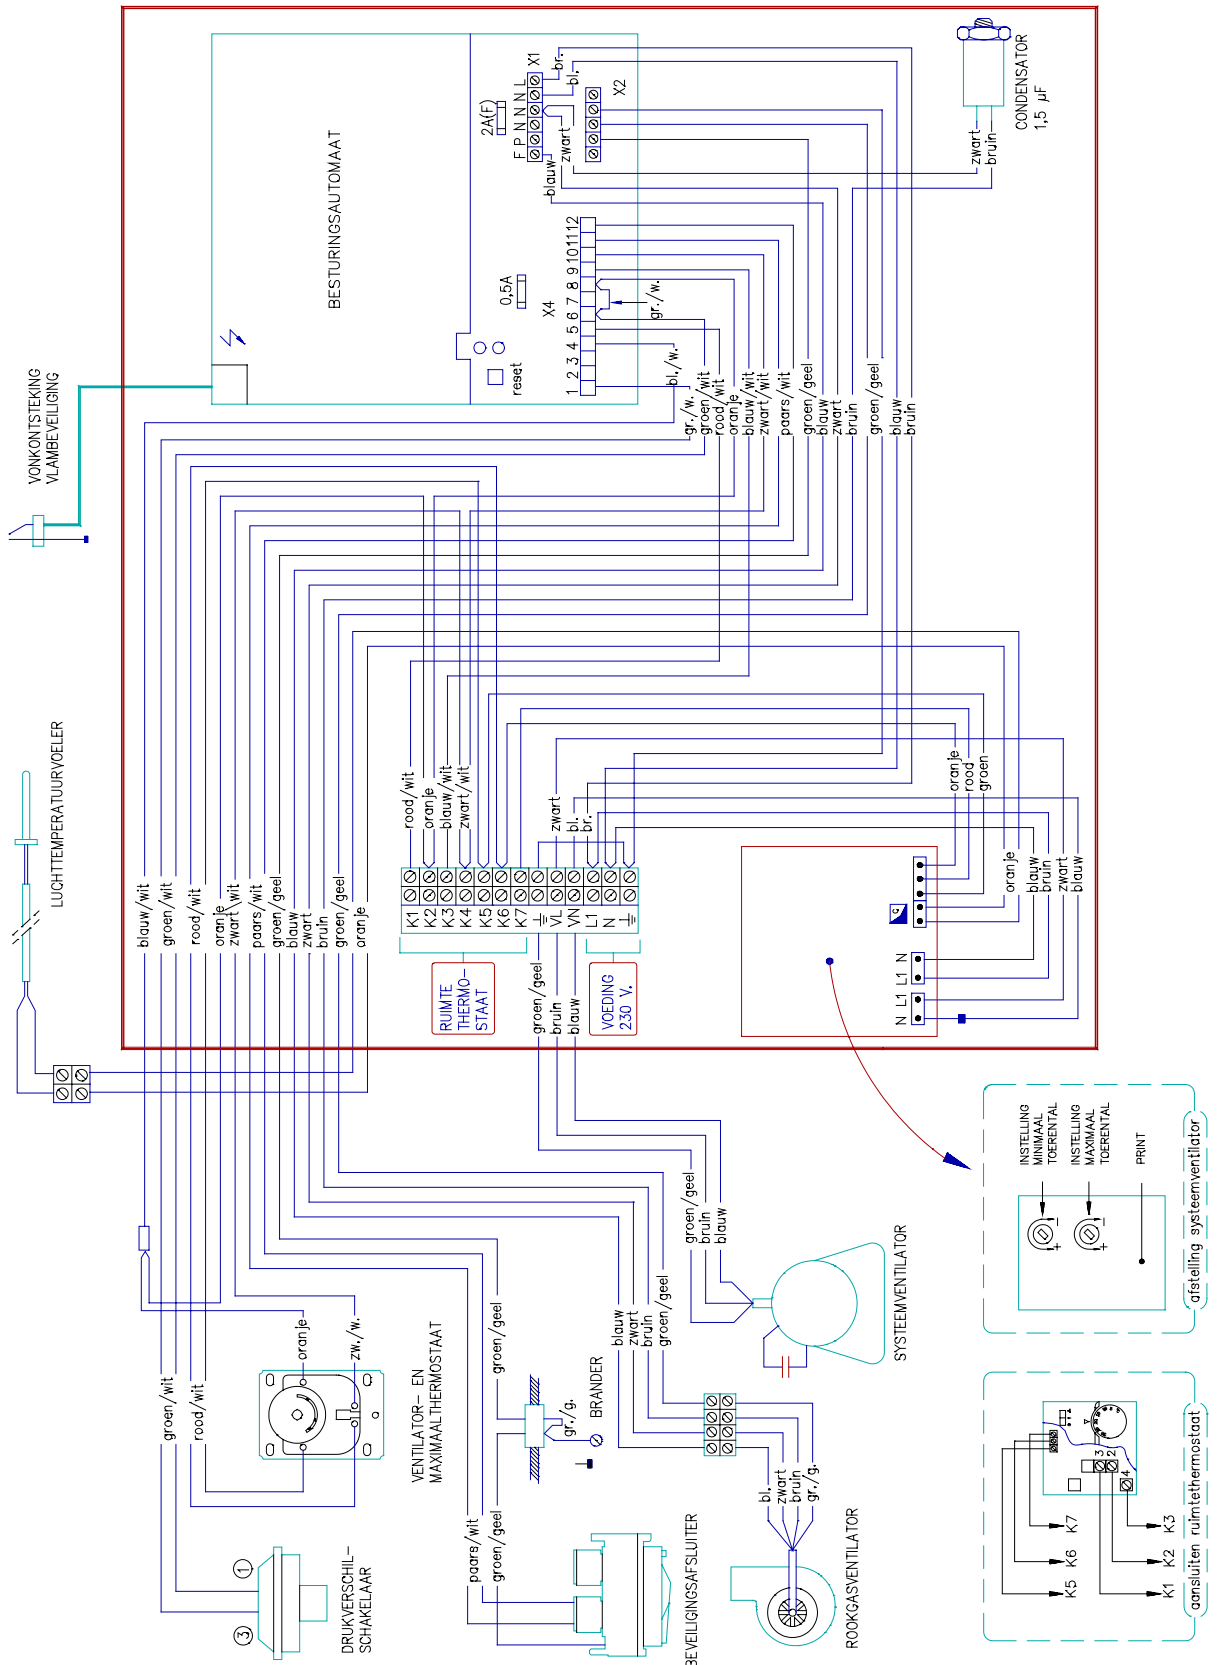 VONKONTSTEKING
VLAMBEVEILIGING
LUCHTTEMPERATUURVOELER
BESTURINGSAUTOMAAT
reset
2A(F)
F P N N N L
X1
X2
br.
bl.
zwart
blauw
0,5A
X4
1 2 3 4 5 6 7 8 9 10 11 12
gr./w.
bl./w.
CONDENSATOR
1,5 µF
zwart
bruin
gr./w.
groen/wit
rood/wit
oranje
blauw/wit
zwart/wit
paars/wit
groen/geel
blauw
zwart
bruin
groen/geel
blauw
bruin
blauw/wit
groen/wit
rood/wit
oranje
zwart/wit
paars/wit
groen/geel
blauw
zwart
bruin
groen/geel
oranje
rood/wit
oranje
blauw/wit
zwart/wit
zwart
bl.
br.
K1
K2
K3
K4
K5
K6
K7
VL
VN
L1
N
RUIMTE
THERMO-
STAAT
VOEDING
230 V.
groen/geel
bruin
blauw
oranje
rood
groen
oranje
blauw
bruin
zwart
blauw
N L1 L1 N
groen/wit
rood/wit
oranje
zw./w.
VENTILATOR- EN
MAXIMAALTHERMOSTAAT
3
1
DRUKVERSCHIL-
SCHAKELAAR
paars/wit
groen/geel
groen/geel
gr./g.
BRANDER
BEVEILIGINGSAFSLUITER
blauw
zwart
bruin
groen/geel
bl.
zwart
bruin
gr./g.
ROOKGASVENTILATOR
groen/geel
bruin
blauw
SYSTEEMVENTILATOR
INSTELLING
MINIMAAL
TOERENTAL
INSTELLING
MAXIMAAL
TOERENTAL
PRINT
+ -
+ -
afstelling systeemventilator
3
2
4
K5
K6
K7
K1
K2
K3
aansluiten ruimtethermostaat